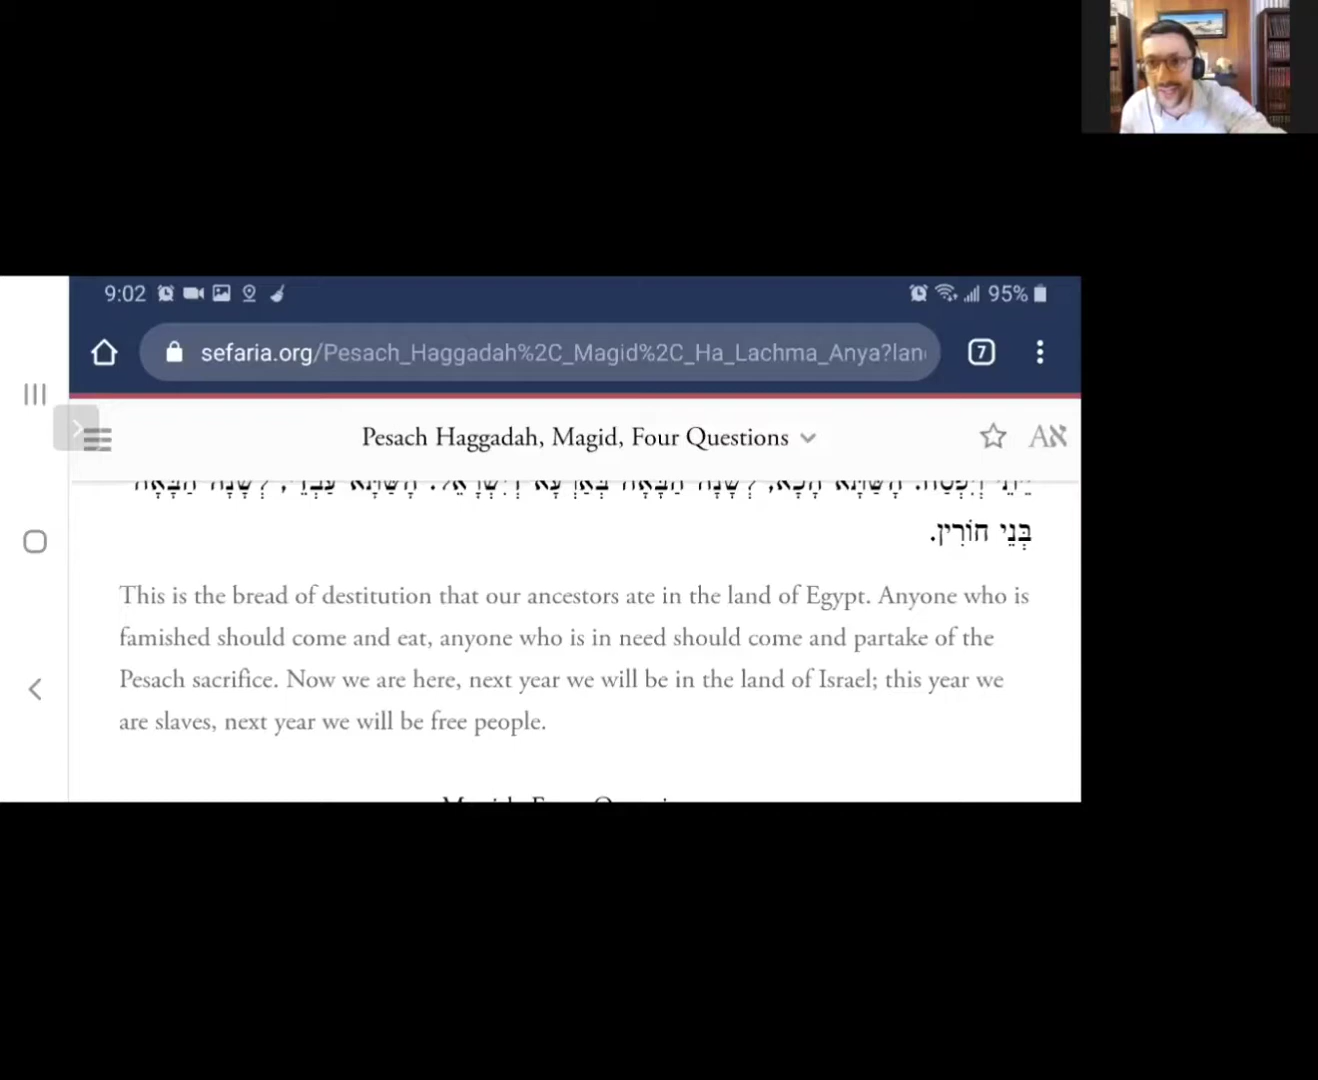 9:02
95%
sefaria.org/Pesach_Haggadah%2C_Magid%2C_Ha_Lachma_Anya?lan
7
Pesach Haggadah, Magid, Four Questions
Aא
יֵיתֵי וְיִפְסַח. הָשַּׁתָּא הָכָא, לְשָׁנָה הַבָּאָה בְּאַרְעָא דְיִשְׂרָאֵל. הָשַּׁתָּא עַבְדֵי, לְשָׁנָה הַבָּאָה
בְּנֵי חוֹרִין.
This is the bread of destitution that our ancestors ate in the land of Egypt. Anyone who is
famished should come and eat, anyone who is in need should come and partake of the
Pesach sacrifice. Now we are here, next year we will be in the land of Israel; this year we
are slaves, next year we will be free people.